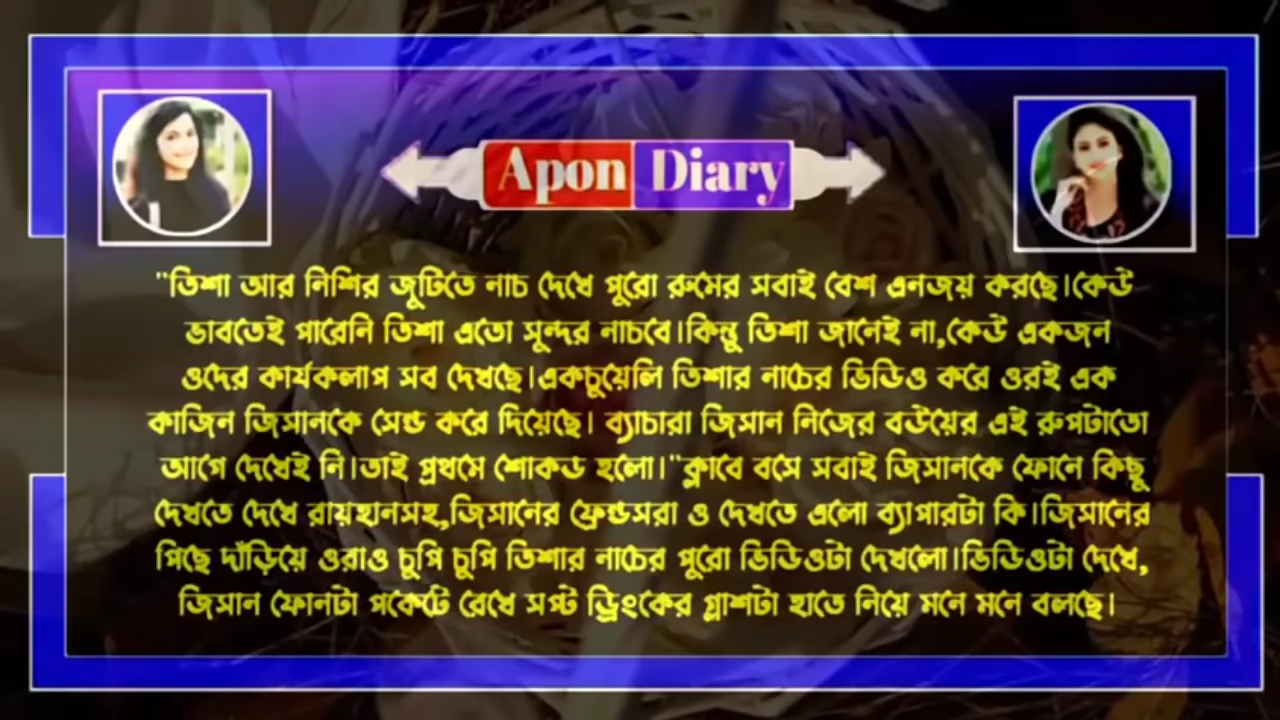 Apon Diary
"তিশা আর নিশির জুটিতে নাচ দেখে পুরো রুমের সবাই বেশ এনজয় করছে।কেউ
ভাবতেই পারেনি তিশা এতো সুন্দর নাচবে।কিন্তু তিশা জানেই না,কেউ একজন
ওদের কার্যকলাপ সব দেখছে।একচুয়েলি তিশার নাচের ভিডিও করে ওরই এক
কাজিন জিসানকে সেন্ড করে দিয়েছে। ব্যাচারা জিসান নিজের বউয়ের এই রুপটাতো
আগে দেখেই নি।তাই প্রথমে শোকড হলো।"ক্লাবে বসে সবাই জিসানকে ফোনে কিছু
দেখতে দেখে রায়হানসহ,জিসানের ফ্রেন্ডসরা ও দেখতে এলো ব্যাপারটা কি।জিসানের
পিছে দাঁড়িয়ে ওরাও চুপি চুপি তিশার নাচের পুরো ভিডিওটা দেখলো।ভিডিওটা দেখে,
জিসান ফোনটা পকেটে রেখে সপ্ট ড্রিংকের গ্লাশটা হাতে নিয়ে মনে মনে বলছে।